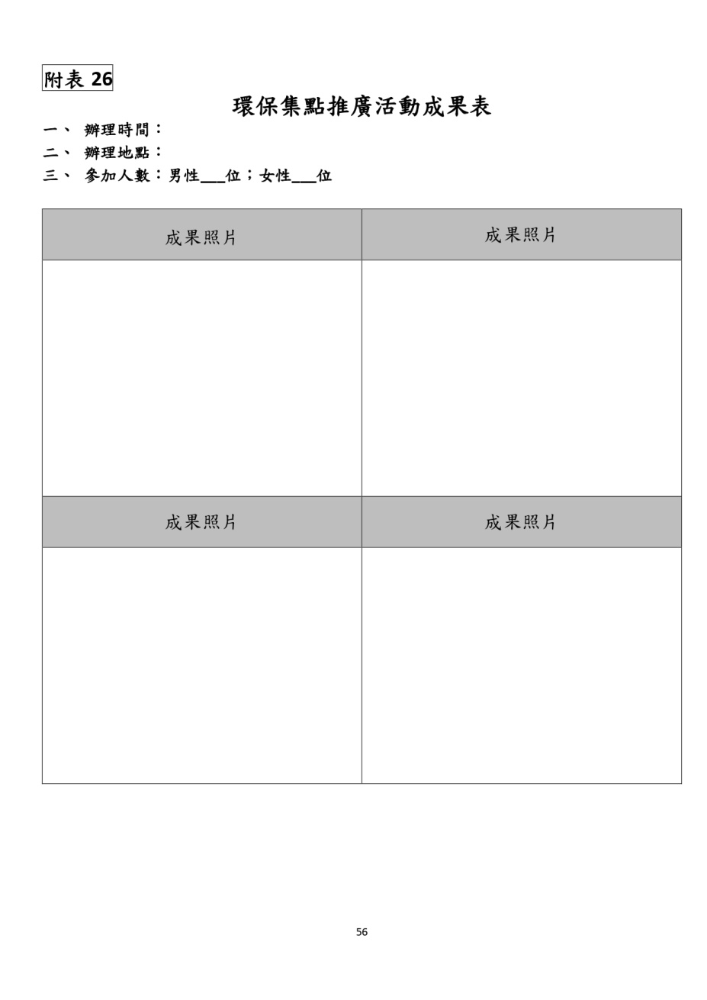 附表 26
環保集點推廣活動成果表
一、 辦理時間：
二、 辦理地點：
三、 參加人數：男性___位；女性___位
成果照片 成果照片
成果照片 成果照片
56